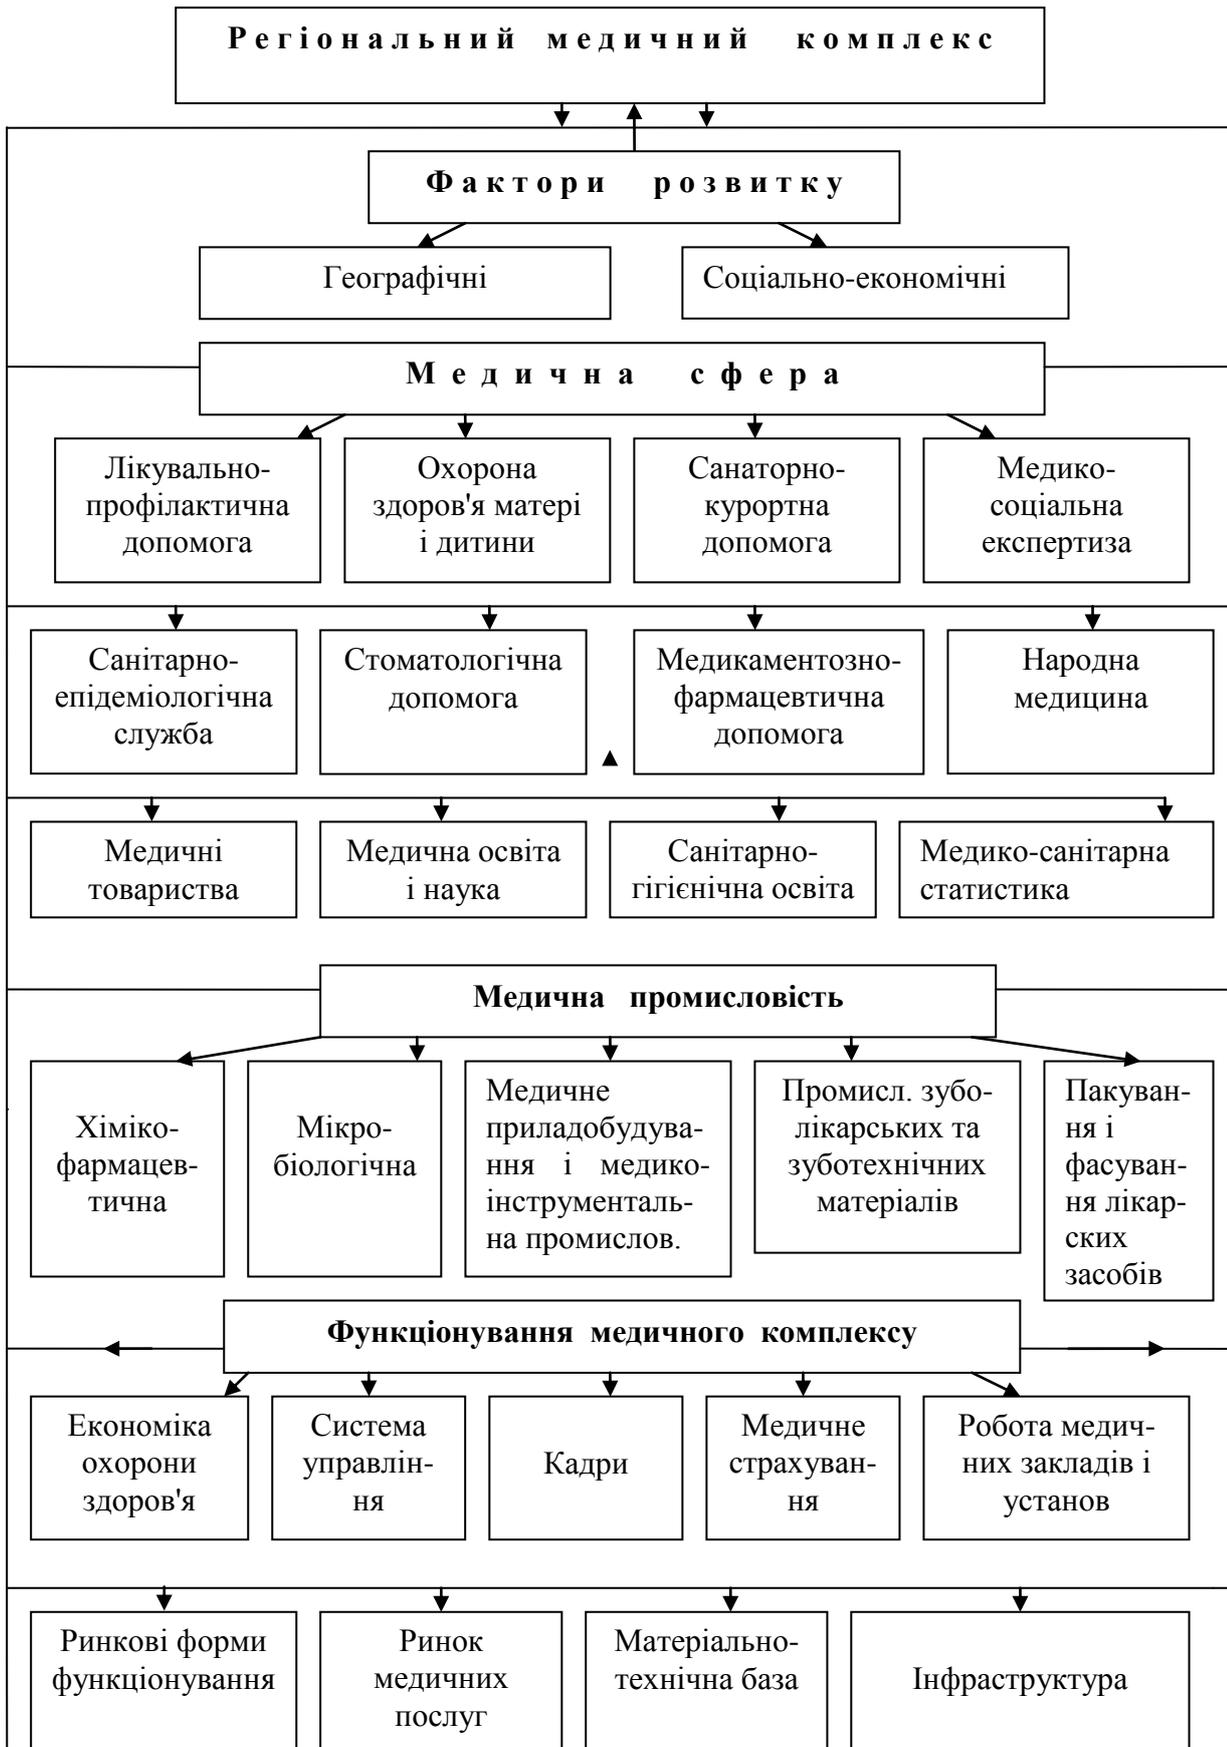 Регіональний медичний комплекс
Фактори розвитку
Географічні
Соціально-економічні
Медична сфера
Лікувально-
профілактична
допомога
Охорона
здоров'я матері
і дитини
Санаторно-
курортна
допомога
Медико-
соціальна
експертиза
Санітарно-
епідеміологічна
служба
Стоматологічна
допомога
Медикаментозно-
фармацевтична
допомога
Народна
медицина
Медичні
товариства
Медична освіта
і наука
Санітарно-
гігієнічна освіта
Медико-санітарна
статистика
Медична промисловість
Хіміко-
фармацев-
тична
Мікро-
біологічна
Медичне
приладобудува-
ння і медико-
інструменталь-
на промислов.
Промисл. зубо-
лікарських та
зуботехнічних
матеріалів
Пакуван-
ня і
фасуван-
ня лікар-
ских
засобів
Функціонування медичного комплексу
Економіка
охорони
здоров'я
Система
управлін-
ня
Кадри
Медичне
страхуван-
ня
Робота медич-
них закладів і
установ
Ринкові форми
функціонування
Ринок
медичних
послуг
Матеріально-
технічна база
Інфраструктура